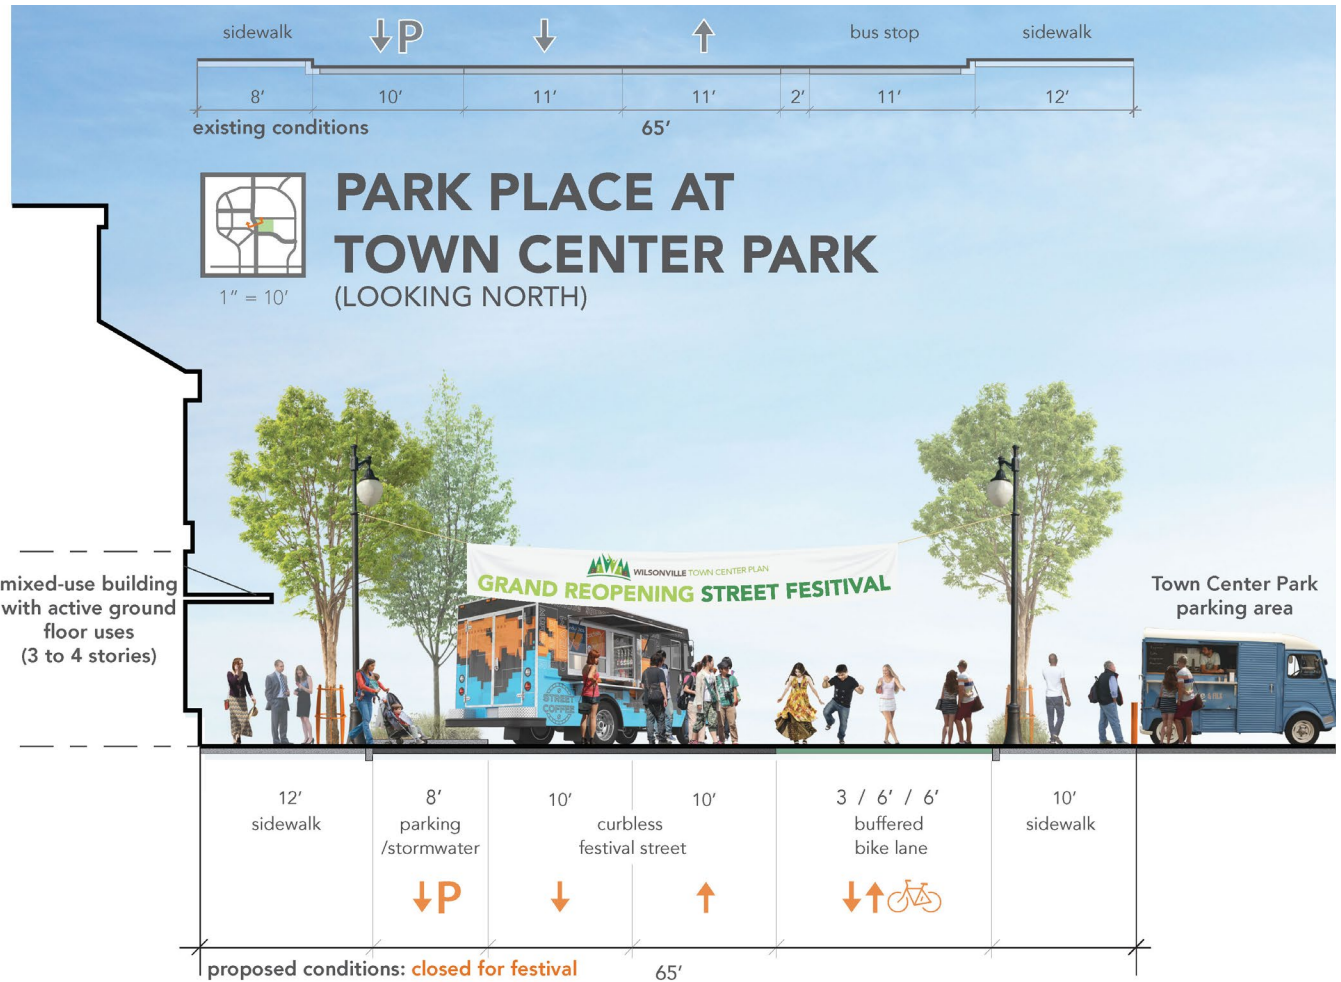 sidewalk
P
bus stop
sidewalk
8’
10’
11’
11’
2’
11’
12’
existing conditions
65’
PARK PLACE AT
TOWN CENTER PARK
(LOOKING NORTH)
1” = 10’
WILSONVILLE TOWN CENTER PLAN
GRAND REOPENING STREET FESITIVAL
mixed-use building
with active ground
floor uses
(3 to 4 stories)
Town Center Park
parking area
STREET
COFFEE
12’
sidewalk
8’
parking
/stormwater
P
10’
10’
curbless
festival street
3 / 6’ / 6’
buffered
bike lane
10’
sidewalk
proposed conditions: closed for festival
65’